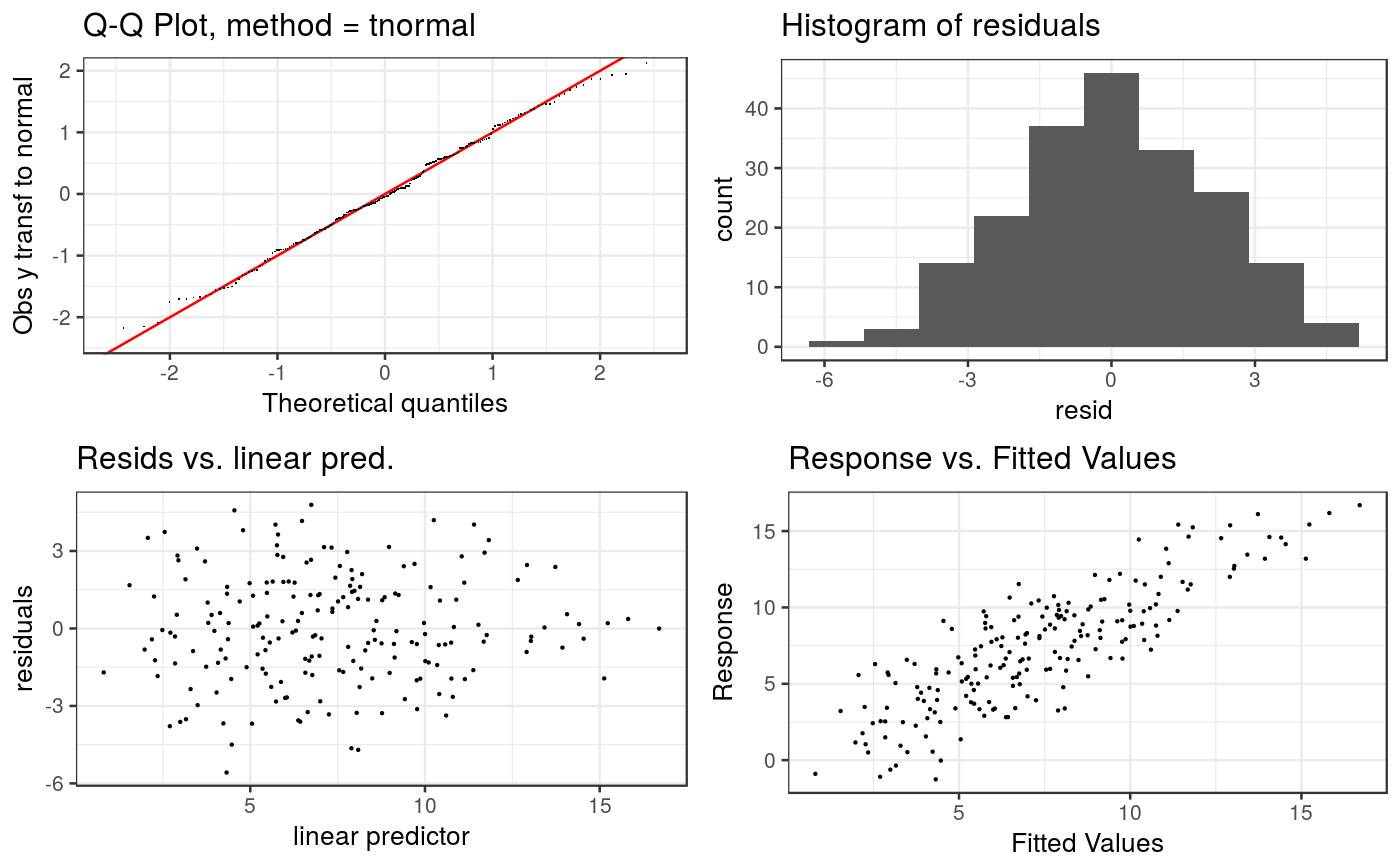 Q-Q Plot, method = tnormal
Obs y transf to normal
2
1
0
-1
-2
-2
-1
0
1
2
Theoretical quantiles
Histogram of residuals
count
40
30
20
10
0
-6
-3
0
3
resid
Resids vs. linear pred.
residuals
3
0
-3
-6
5
10
15
linear predictor
Response vs. Fitted Values
Response
15
10
5
0
5
10
15
Fitted Values